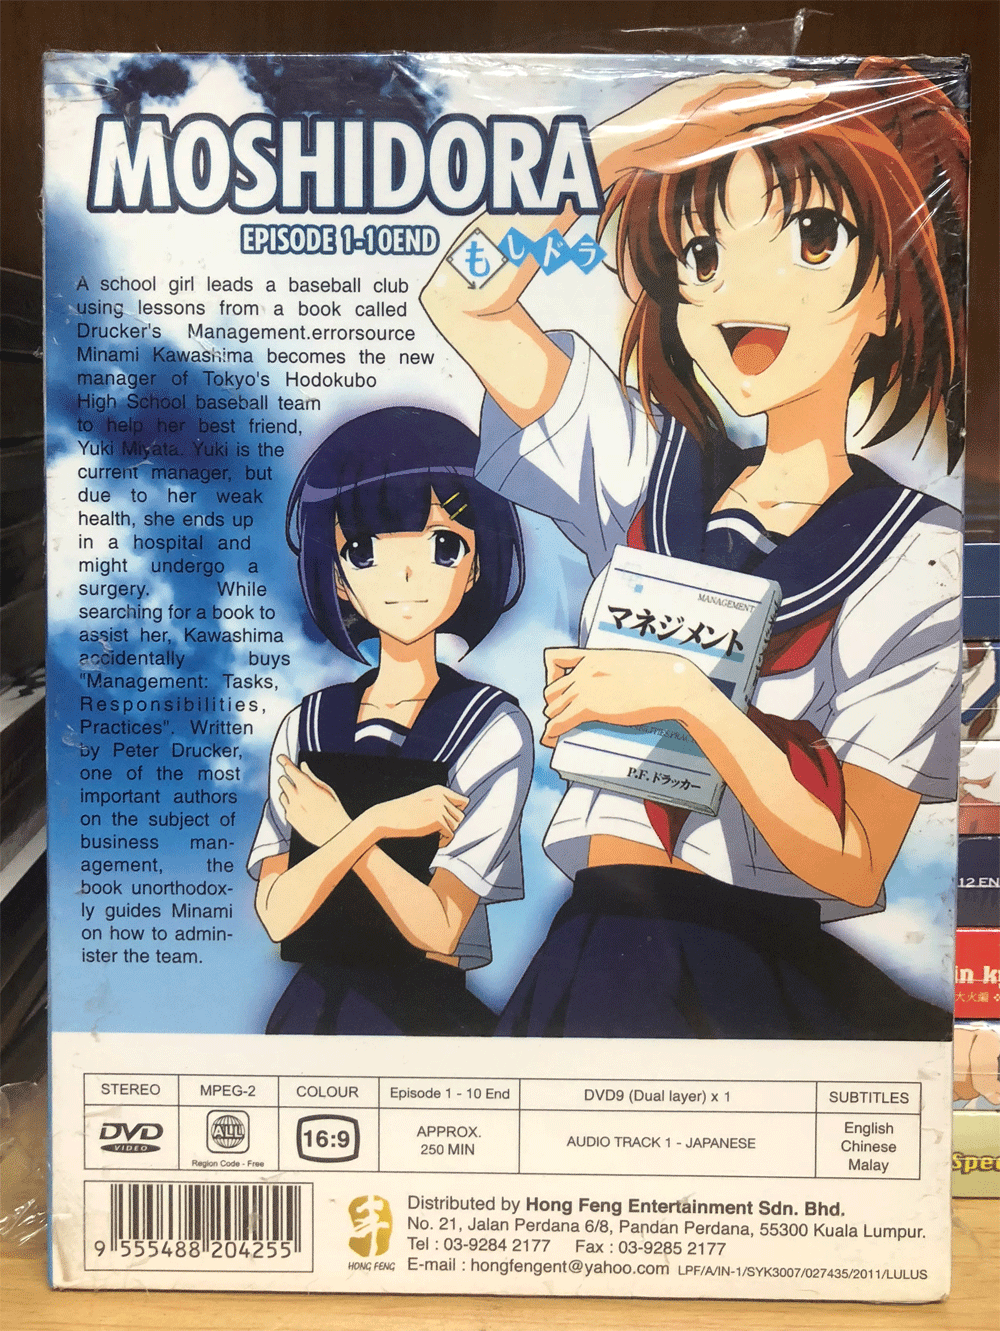 MOSHIDORA
EPISODE 1-10END
もしドラ
A school girl leads a baseball club
using lessons from a book called
Drucker's Management.errorsource
Minami Kawashima becomes the new
manager of Tokyo's Hodokubo
High School baseball team
to help her best friend,
Yuki Miyata. Yuki is the
current manager, but
due to her weak
health, she ends up
in a hospital and
might undergo a
surgery. While
searching for a book to
assist her, Kawashima
accidentally buys
"Management: Tasks,
Responsibilities,
Practices". Written
by Peter Drucker,
one of the most
important authors
on the subject of
business man-
agement, the
book unorthodox-
ly guides Minami
on how to admin-
ister the team.
MANAGEMENT
マネジメント
P.F.ドラッカー
STEREO
MPEG-2
COLOUR
Episode 1 - 10 End
DVD9 (Dual layer) x 1
SUBTITLES
DVD
VIDEO
ALL
Region Code - Free
16:9
APPROX.
250 MIN
AUDIO TRACK 1 - JAPANESE
English
Chinese
Malay
9 555488 204255
HONG FENG
Distributed by Hong Feng Entertainment Sdn. Bhd.
No. 21, Jalan Perdana 6/8, Pandan Perdana, 55300 Kuala Lumpur.
Tel : 03-9284 2177 Fax : 03-9285 2177
E-mail : hongfengent@yahoo.com LPF/A/IN-1/SYK3007/027435/2011/LULUS
12 EN
in k
大火編
Spe